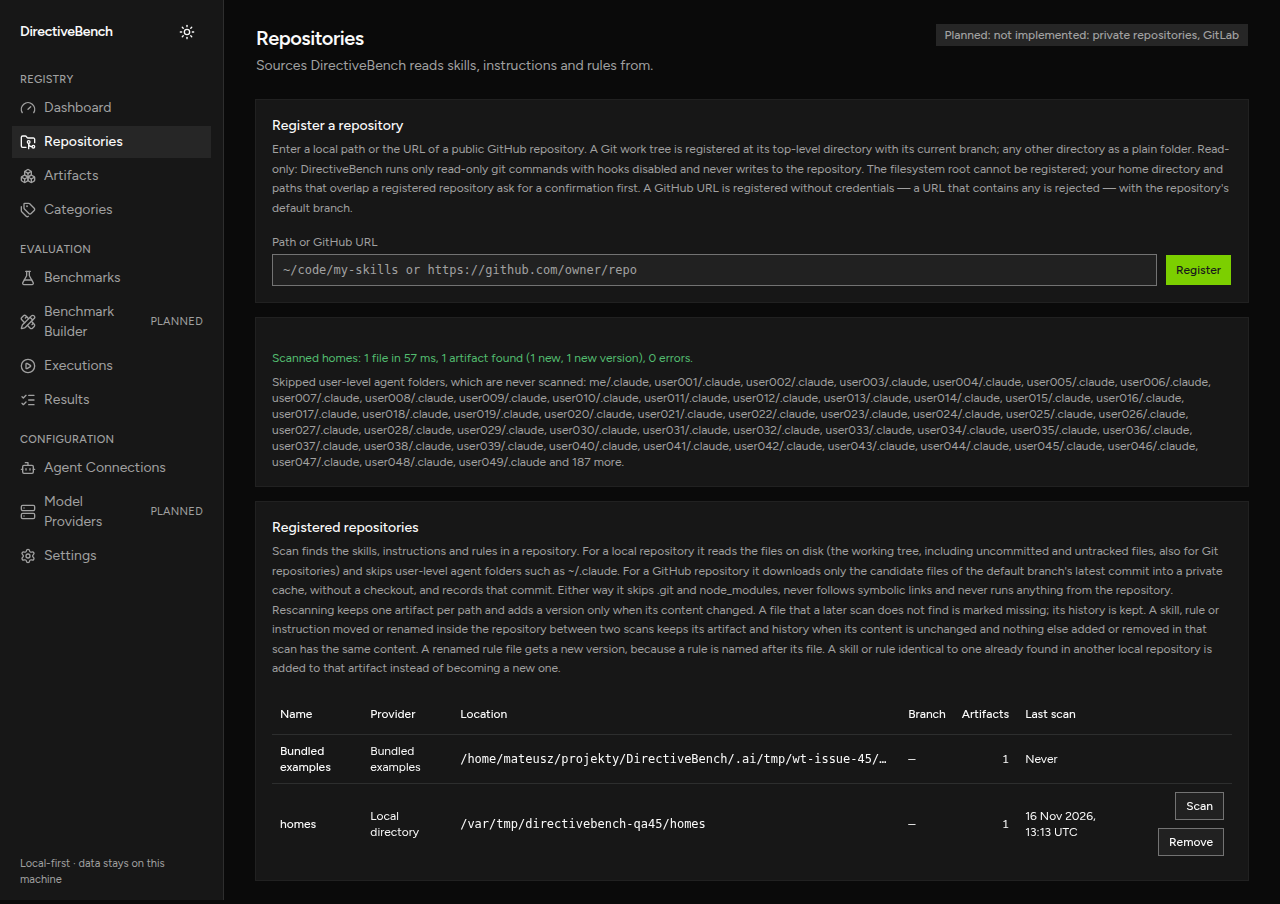 DirectiveBench
REGISTRY
Dashboard
Repositories
Artifacts
Categories
EVALUATION
Benchmarks
Benchmark
Builder
PLANNED
Executions
Results
CONFIGURATION
Agent Connections
Model
Providers
PLANNED
Settings
Local-first · data stays on this
machine
Repositories
Planned: not implemented: private repositories, GitLab
Sources DirectiveBench reads skills, instructions and rules from.
Register a repository
Enter a local path or the URL of a public GitHub repository. A Git work tree is registered at its top-level directory with its current branch; any other directory as a plain folder. Read-
only: DirectiveBench runs only read-only git commands with hooks disabled and never writes to the repository. The filesystem root cannot be registered; your home directory and
paths that overlap a registered repository ask for a confirmation first. A GitHub URL is registered without credentials — a URL that contains any is rejected — with the repository's
default branch.
Path or GitHub URL
~/code/my-skills or https://github.com/owner/repo
Register
Scanned homes: 1 file in 57 ms, 1 artifact found (1 new, 1 new version), 0 errors.
Skipped user-level agent folders, which are never scanned: me/.claude, user001/.claude, user002/.claude, user003/.claude, user004/.claude, user005/.claude, user006/.claude,
user007/.claude, user008/.claude, user009/.claude, user010/.claude, user011/.claude, user012/.claude, user013/.claude, user014/.claude, user015/.claude, user016/.claude,
user017/.claude, user018/.claude, user019/.claude, user020/.claude, user021/.claude, user022/.claude, user023/.claude, user024/.claude, user025/.claude, user026/.claude,
user027/.claude, user028/.claude, user029/.claude, user030/.claude, user031/.claude, user032/.claude, user033/.claude, user034/.claude, user035/.claude, user036/.claude,
user037/.claude, user038/.claude, user039/.claude, user040/.claude, user041/.claude, user042/.claude, user043/.claude, user044/.claude, user045/.claude, user046/.claude,
user047/.claude, user048/.claude, user049/.claude and 187 more.
Registered repositories
Scan finds the skills, instructions and rules in a repository. For a local repository it reads the files on disk (the working tree, including uncommitted and untracked files, also for Git
repositories) and skips user-level agent folders such as ~/.claude. For a GitHub repository it downloads only the candidate files of the default branch's latest commit into a private
cache, without a checkout, and records that commit. Either way it skips .git and node_modules, never follows symbolic links and never runs anything from the repository.
Rescanning keeps one artifact per path and adds a version only when its content changed. A file that a later scan does not find is marked missing; its history is kept. A skill, rule or
instruction moved or renamed inside the repository between two scans keeps its artifact and history when its content is unchanged and nothing else added or removed in that
scan has the same content. A renamed rule file gets a new version, because a rule is named after its file. A skill or rule identical to one already found in another local repository is
added to that artifact instead of becoming a new one.
Name Provider Location Branch Artifacts Last scan
Bundled
examples
Bundled
examples
/home/mateusz/projekty/DirectiveBench/.ai/tmp/wt-issue-45/…
—
1
Never
homes
Local
directory
/var/tmp/directivebench-qa45/homes
—
1
16 Nov 2026,
13:13 UTC
Scan
Remove